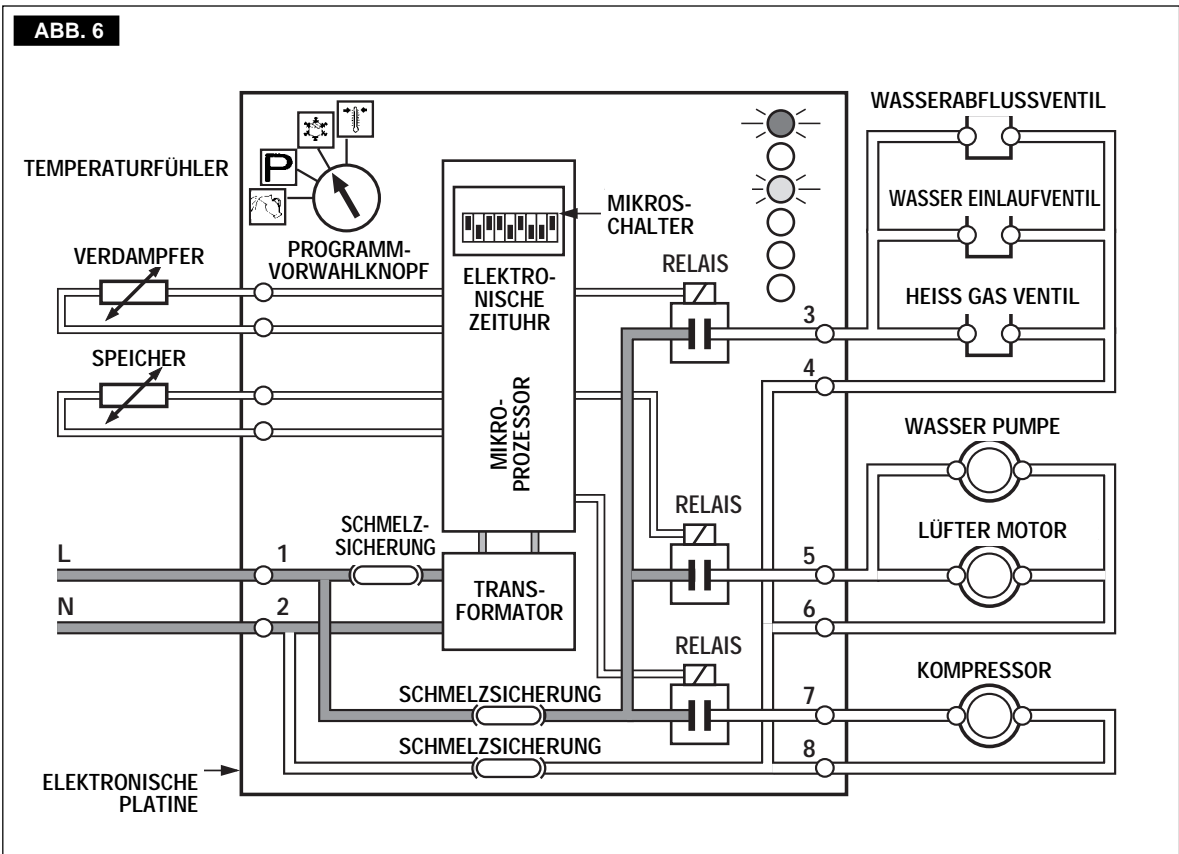 ABB. 6
TEMPERATURFÜHLER
P
PROGRAMM-
VORWAHLKNOPF
MIKROS-
CHALTER
ELEKTRO-
NISCHE
ZEITUHR
MIKRO-
PROZESSOR
VERDAMPFER
SPEICHER
L
N
1
2
SCHMELZ-
SICHERUNG
TRANS-
FORMATOR
SCHMELZSICHERUNG
SCHMELZSICHERUNG
ELEKTRONISCHE
PLATINE
RELAIS
RELAIS
RELAIS
3
4
5
6
7
8
WASSERABFLUSSVENTIL
WASSER EINLAUFVENTIL
HEISS GAS VENTIL
WASSER PUMPE
LÜFTER MOTOR
KOMPRESSOR